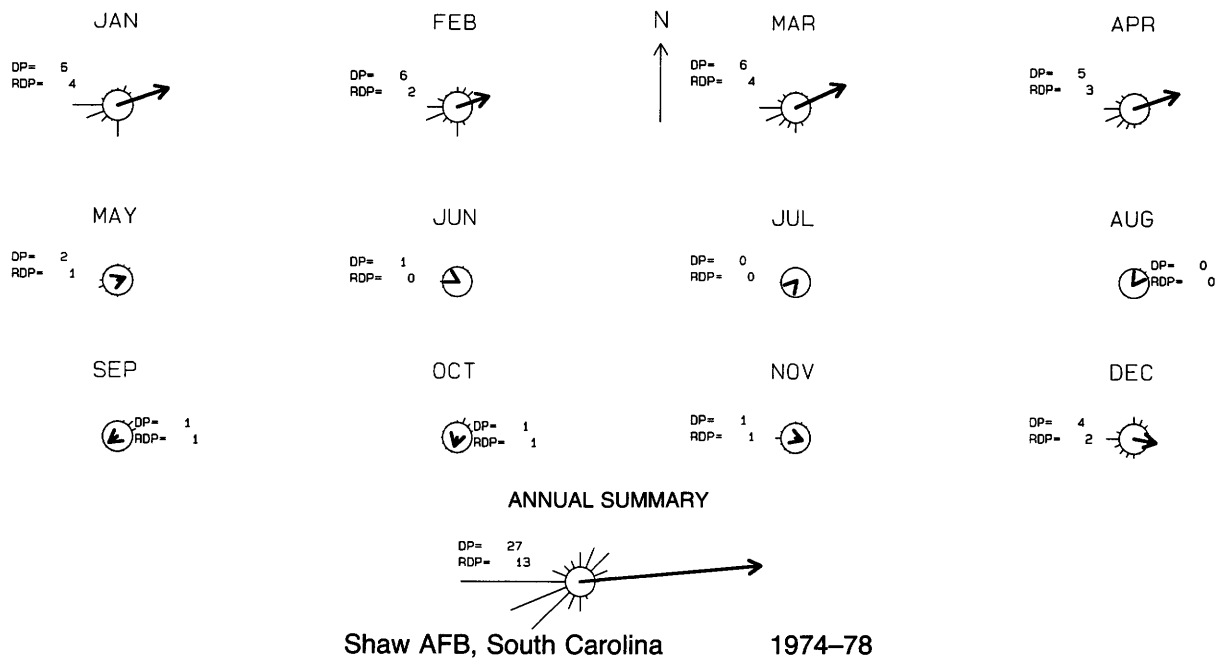 JAN FEB N MAR APR
DP= 6 DP= 6 DP= 6 DP= 5
RDP= 4 RDP= 2 RDP= 4 RDP= 3
MAY JUN JUL AUG
DP= 2 DP= 1 DP= 0 DP= 0
RDP= 1 RDP= 0 RDP= 0 RDP= 0
SEP OCT NOV DEC
DP= 1 DP= 1 DP= 1 DP= 4
RDP= 1 RDP= 1 RDP= 1 RDP= 2
ANNUAL SUMMARY
DP= 27
RDP= 13
Shaw AFB, South Carolina 1974–78